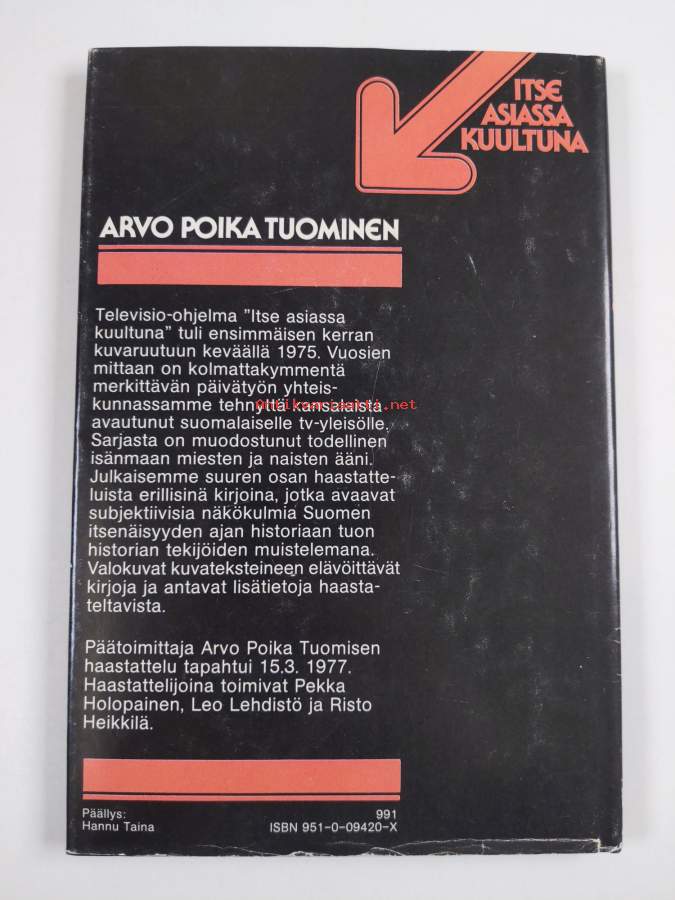 ITSE
ASIASSA
KUULTUNA
ARVO POIKA TUOMINEN
Televisio-ohjelma "Itse asiassa
kuultuna" tuli ensimmäisen kerran
kuvaruutuun keväällä 1975. Vuosien
mittaan on kolmattakymmentä
merkittävän päivätyön yhteis-
kunnassamme tehnyttä kansalaista
avautunut suomalaiselle tv-yleisölle.
Sarjasta on muodostunut todellinen
isänmaan miesten ja naisten ääni.
Julkaisemme suuren osan haastatte-
luista erillisinä kirjoina, jotka avaavat
subjektiivisia näkökulmia Suomen
itsenäisyyden ajan historiaan tuon
historian tekijöiden muistelemana.
Valokuvat kuvateksteineen elävöittävät
kirjoja ja antavat lisätietoja haasta-
teltavista.
Päätoimittaja Arvo Poika Tuomisen
haastattelu tapahtui 15.3. 1977.
Haastattelijoina toimivat Pekka
Holopainen, Leo Lehdistö ja Risto
Heikkilä.
Päällys:
Hannu Taina
991
ISBN 951-0-09420-X